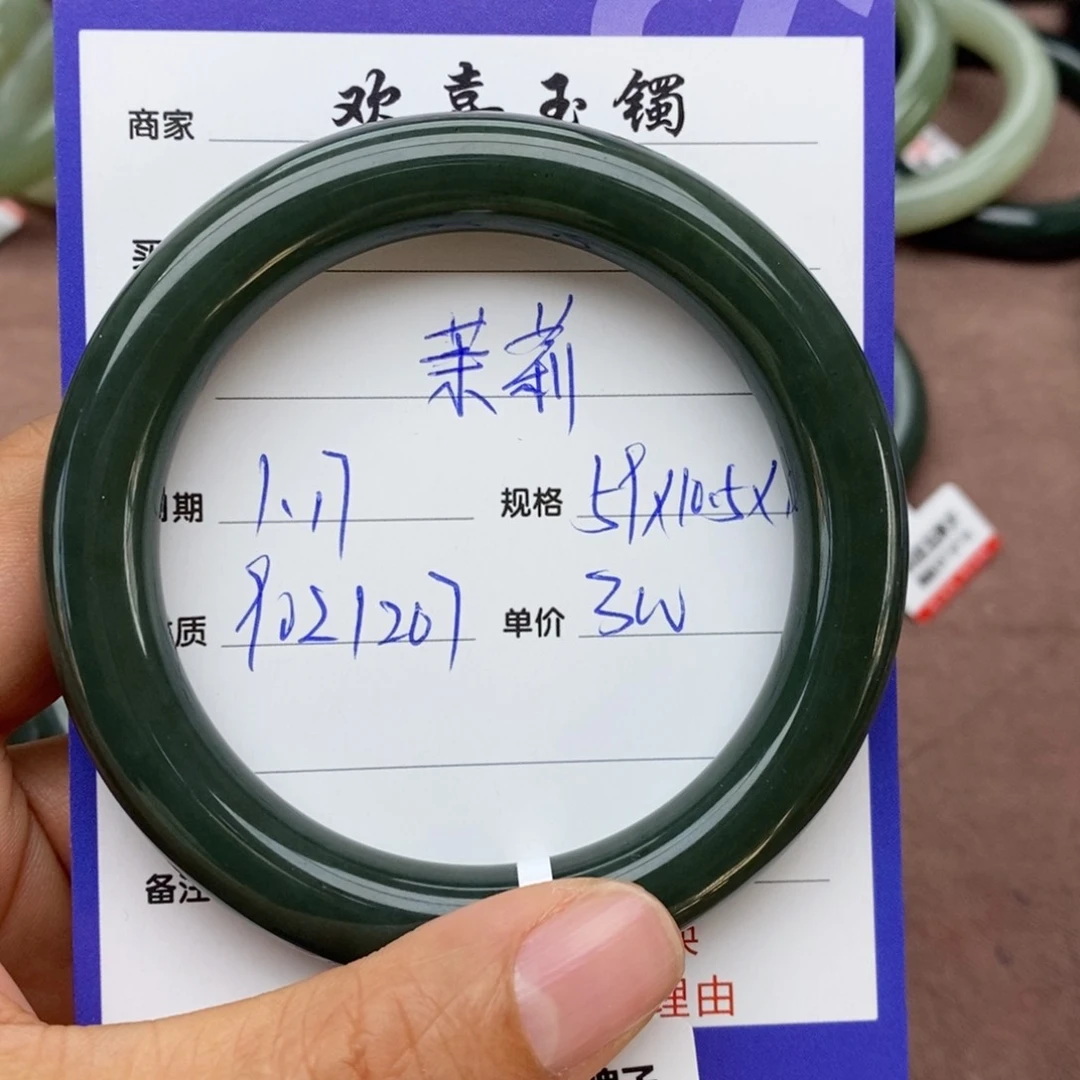 商家 欢喜玉镯
茉莉
期 1.17 规格 59x10.5x
质 9021207 单价 3W
备注
理由